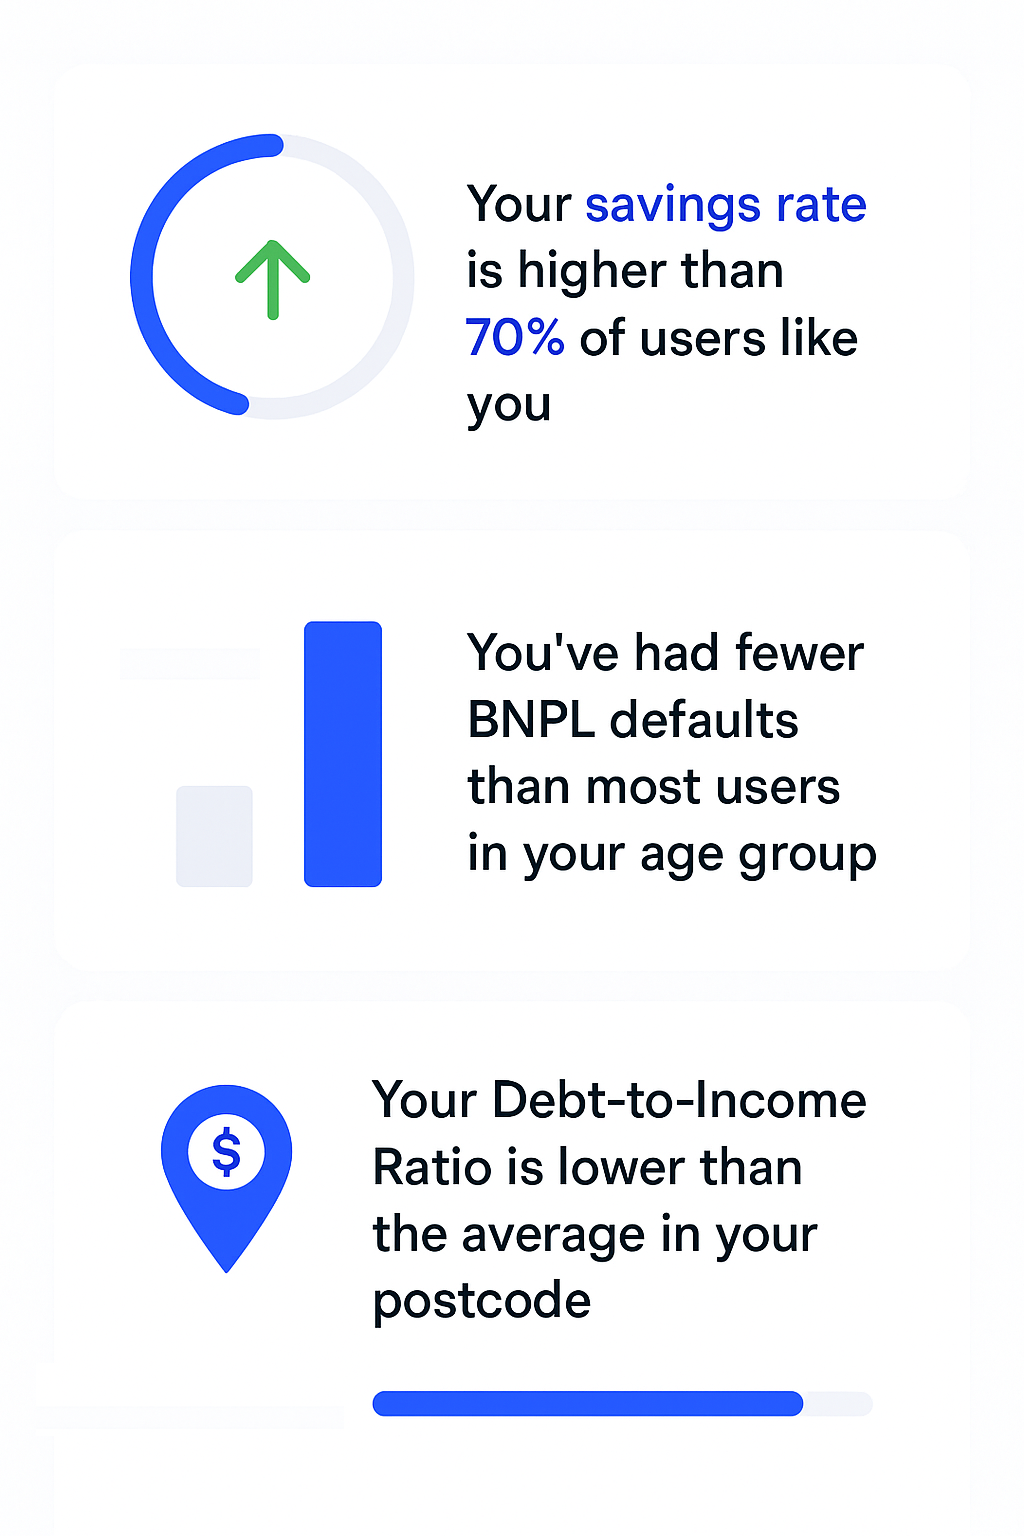 Your savings rate
is higher than
70% of users like
you
You've had fewer
BNPL defaults
than most users
in your age group
$
Your Debt-to-Income
Ratio is lower than
the average in your
postcode